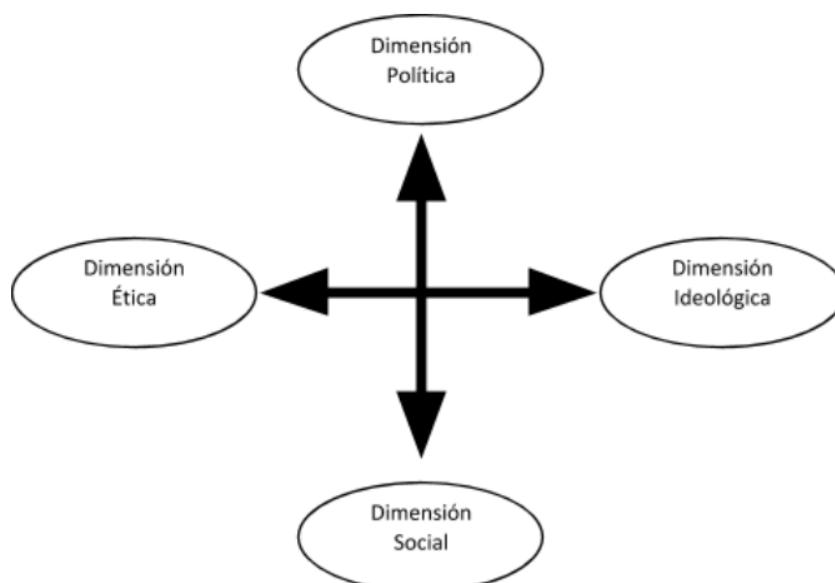 Dimensión
Política
Dimensión
Ética
Dimensión
Ideológica
Dimensión
Social